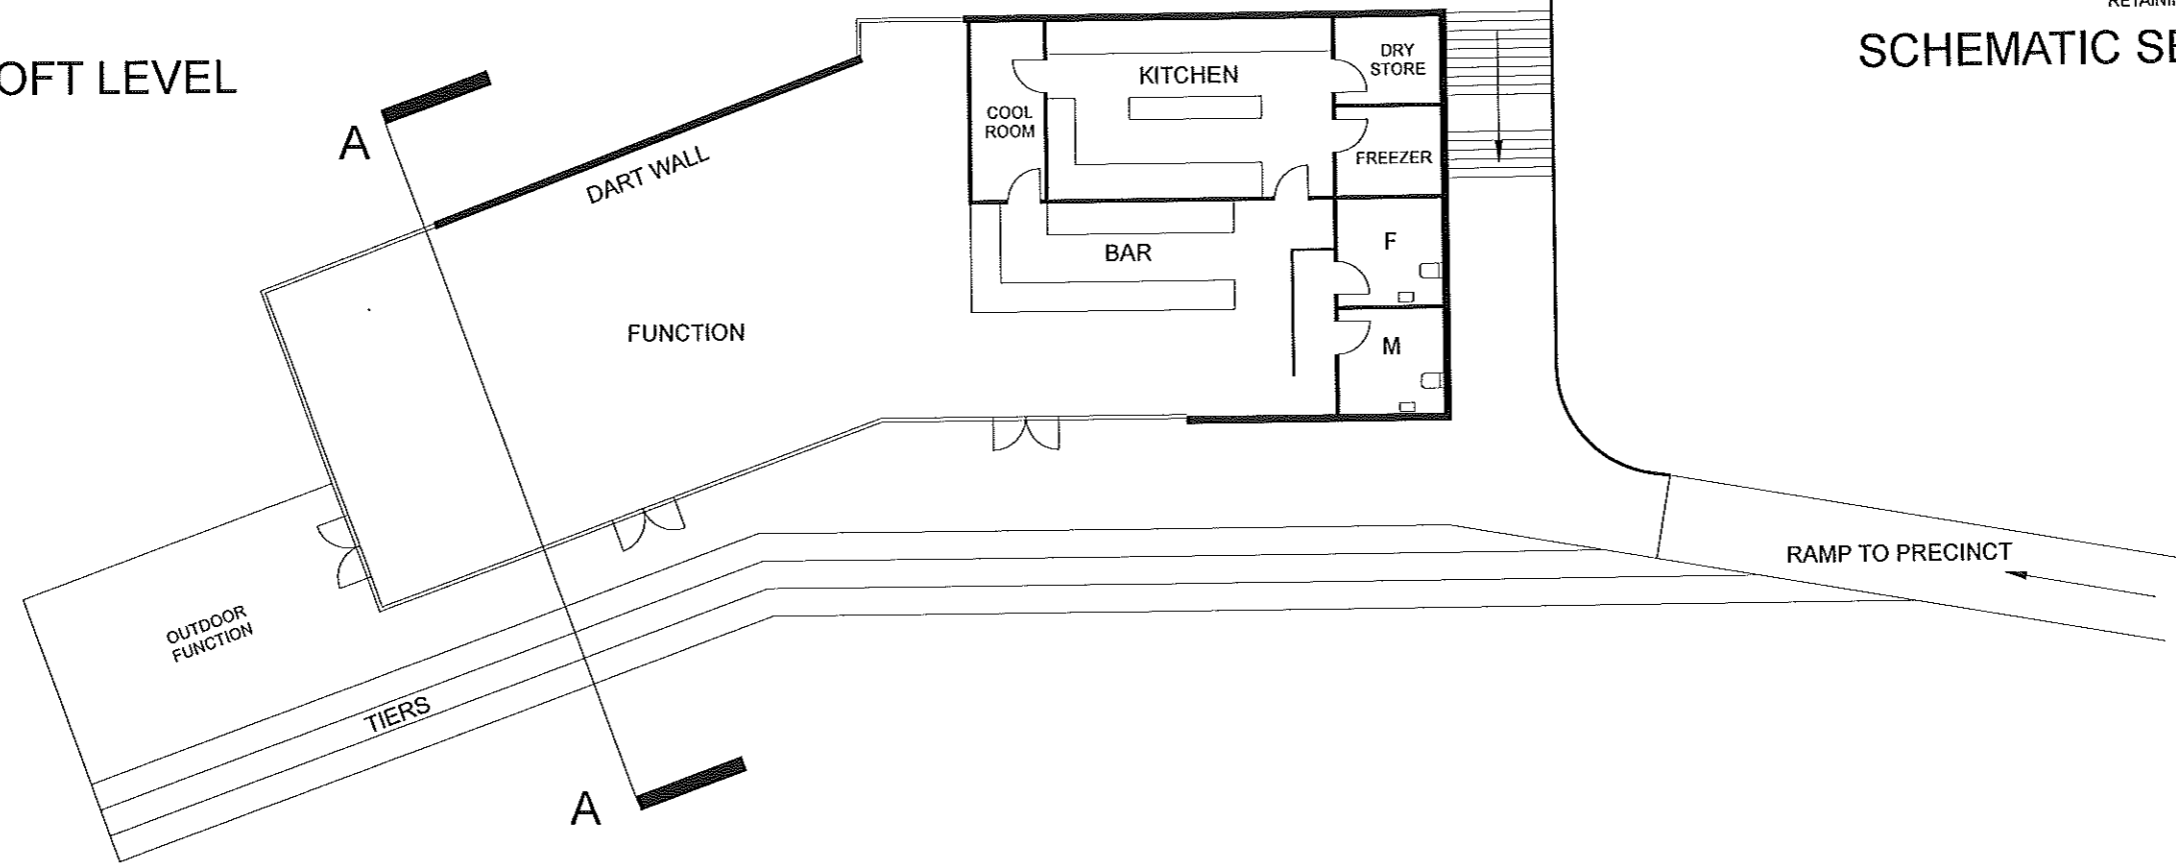 OFT LEVEL
SCHEMATIC SE
A
DART WALL
COOL
ROOM
KITCHEN
DRY
STORE
FREEZER
BAR
F
M
FUNCTION
OUTDOOR
FUNCTION
TIERS
A
RAMP TO PRECINCT